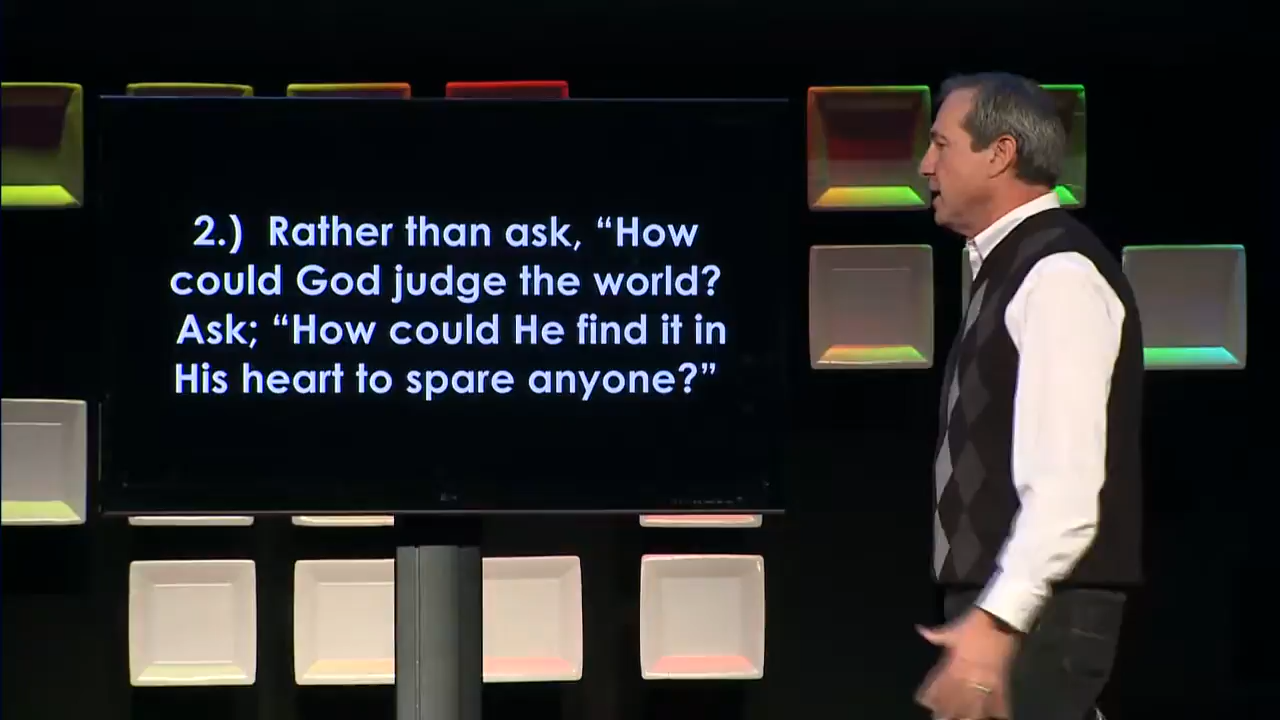 2.) Rather than ask, “How
could God judge the world?
Ask; “How could He find it in
His heart to spare anyone?”